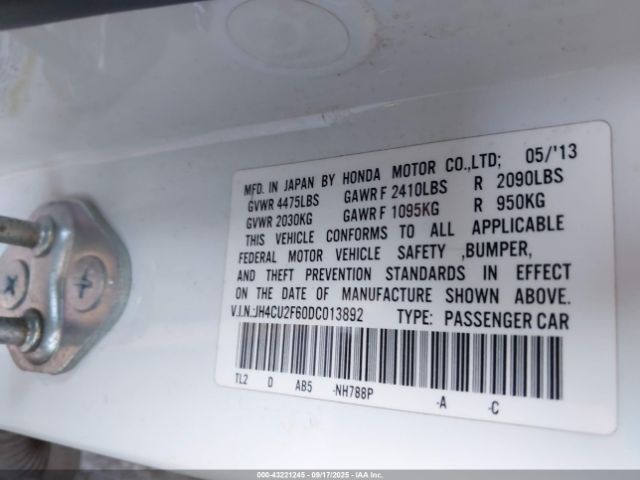 MFD. IN JAPAN BY HONDA MOTOR CO.,LTD; 05/'13
GVWR 4475LBS GAWR F 2410LBS R 2090LBS
GVWR 2030KG GAWR F 1095KG R 950KG
THIS VEHICLE CONFORMS TO ALL APPLICABLE
FEDERAL MOTOR VEHICLE SAFETY ,BUMPER,
AND THEFT PREVENTION STANDARDS IN EFFECT
ON THE DATE OF MANUFACTURE SHOWN ABOVE.
V.I.N.:JH4CU2F60DC013892 TYPE: PASSENGER CAR
TL2 D AB5 -NH788P -A -C
000-43221245 - 09/17/2025 - IAA Inc.